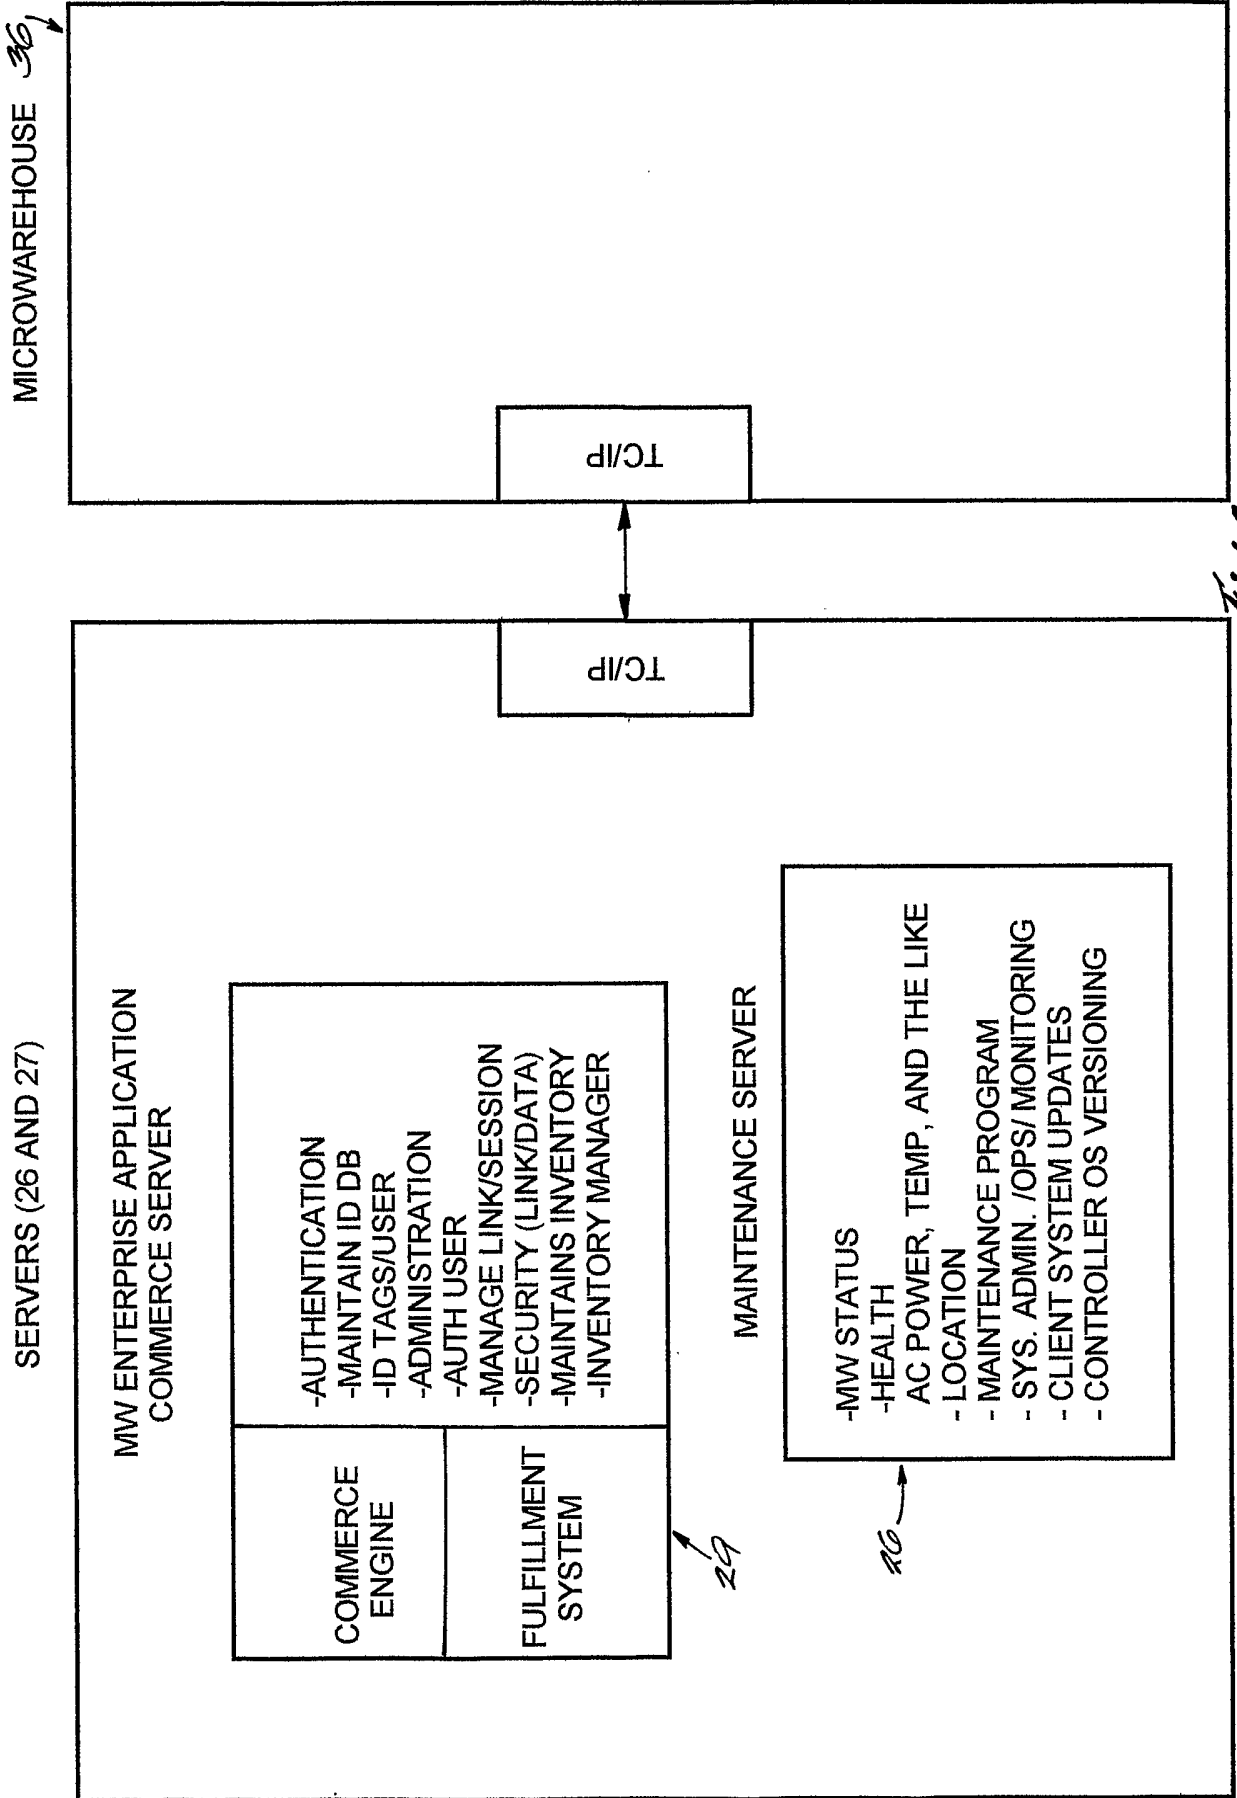 SERVERS (26 AND 27)
MW ENTERPRISE APPLICATION
COMMERCE SERVER
COMMERCE
ENGINE
FULFILLMENT
SYSTEM
-AUTHENTICATION
-MAINTAIN ID DB
-ID TAGS/USER
-ADMINISTRATION
-AUTH USER
-MANAGE LINK/SESSION
-SECURITY (LINK/DATA)
-MAINTAINS INVENTORY
-INVENTORY MANAGER
29
MAINTENANCE SERVER
-MW STATUS
-HEALTH
AC POWER, TEMP, AND THE LIKE
- LOCATION
- MAINTENANCE PROGRAM
- SYS. ADMIN. /OPS/ MONITORING
- CLIENT SYSTEM UPDATES
- CONTROLLER OS VERSIONING
26
TC/IP
TC/IP
MICROWAREHOUSE 36